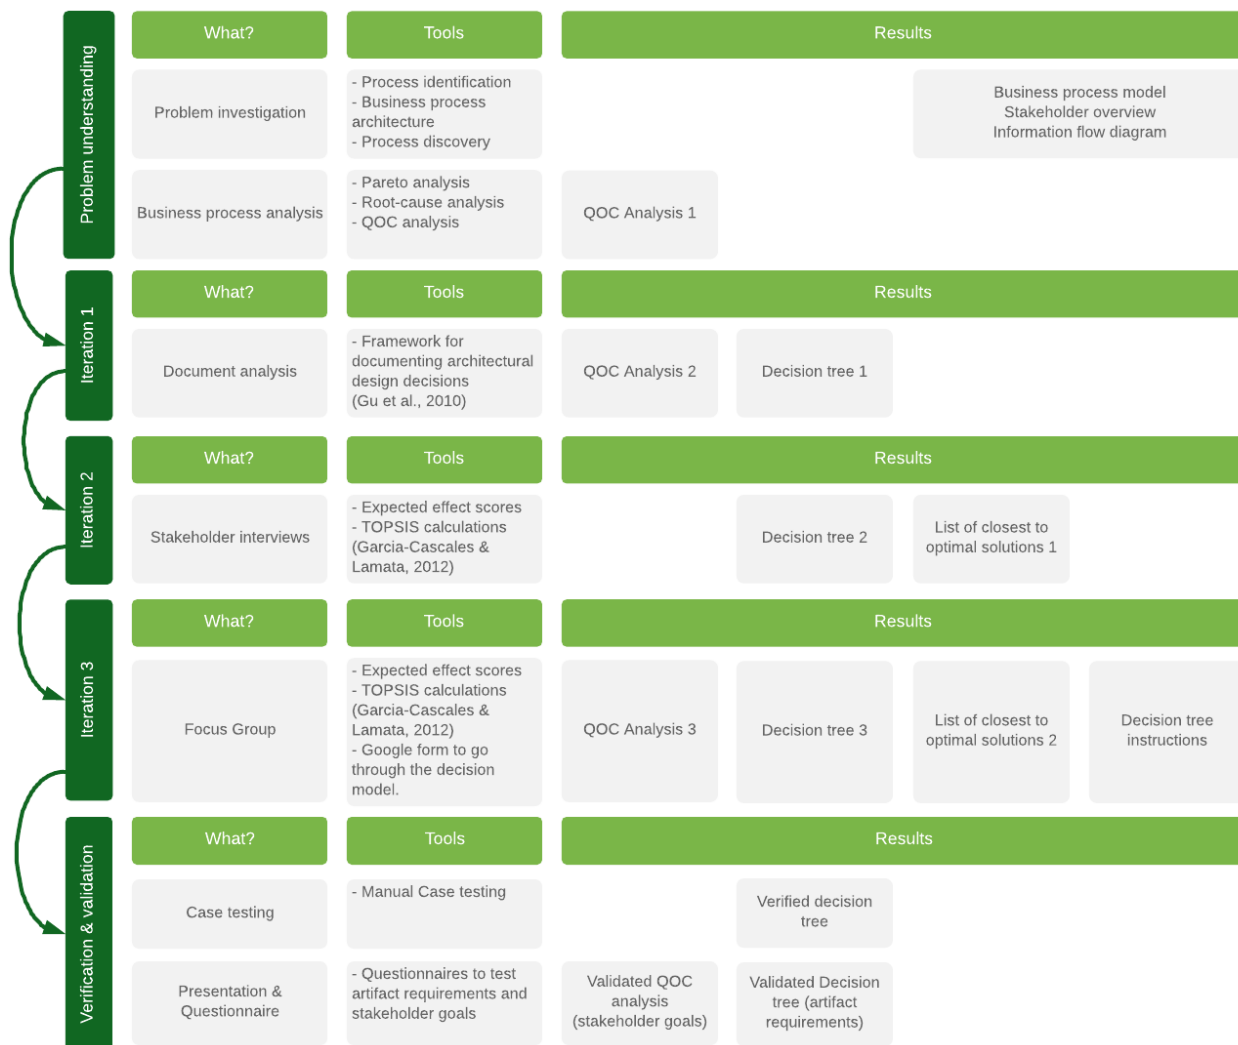 Problem understanding
What?
Tools
Results
Problem investigation
- Process identification
- Business process
architecture
- Process discovery
Business process model
Stakeholder overview
Information flow diagram
Business process analysis
- Pareto analysis
- Root-cause analysis
- QOC analysis
QOC Analysis 1
Iteration 1
What?
Tools
Results
Document analysis
- Framework for
documenting architectural
design decisions
(Gu et al., 2010)
QOC Analysis 2
Decision tree 1
Iteration 2
What?
Tools
Results
Stakeholder interviews
- Expected effect scores
- TOPSIS calculations
(Garcia-Cascales &
Lamata, 2012)
Decision tree 2
List of closest to
optimal solutions 1
Iteration 3
What?
Tools
Results
Focus Group
- Expected effect scores
- TOPSIS calculations
(Garcia-Cascales &
Lamata, 2012)
- Google form to go
through the decision
model.
QOC Analysis 3
Decision tree 3
List of closest to
optimal solutions 2
Decision tree
instructions
Verification & validation
What?
Tools
Results
Case testing
- Manual Case testing
Verified decision
tree
Presentation &
Questionnaire
- Questionnaires to test
artifact requirements and
stakeholder goals
Validated QOC
analysis
(stakeholder goals)
Validated Decision
tree (artifact
requirements)